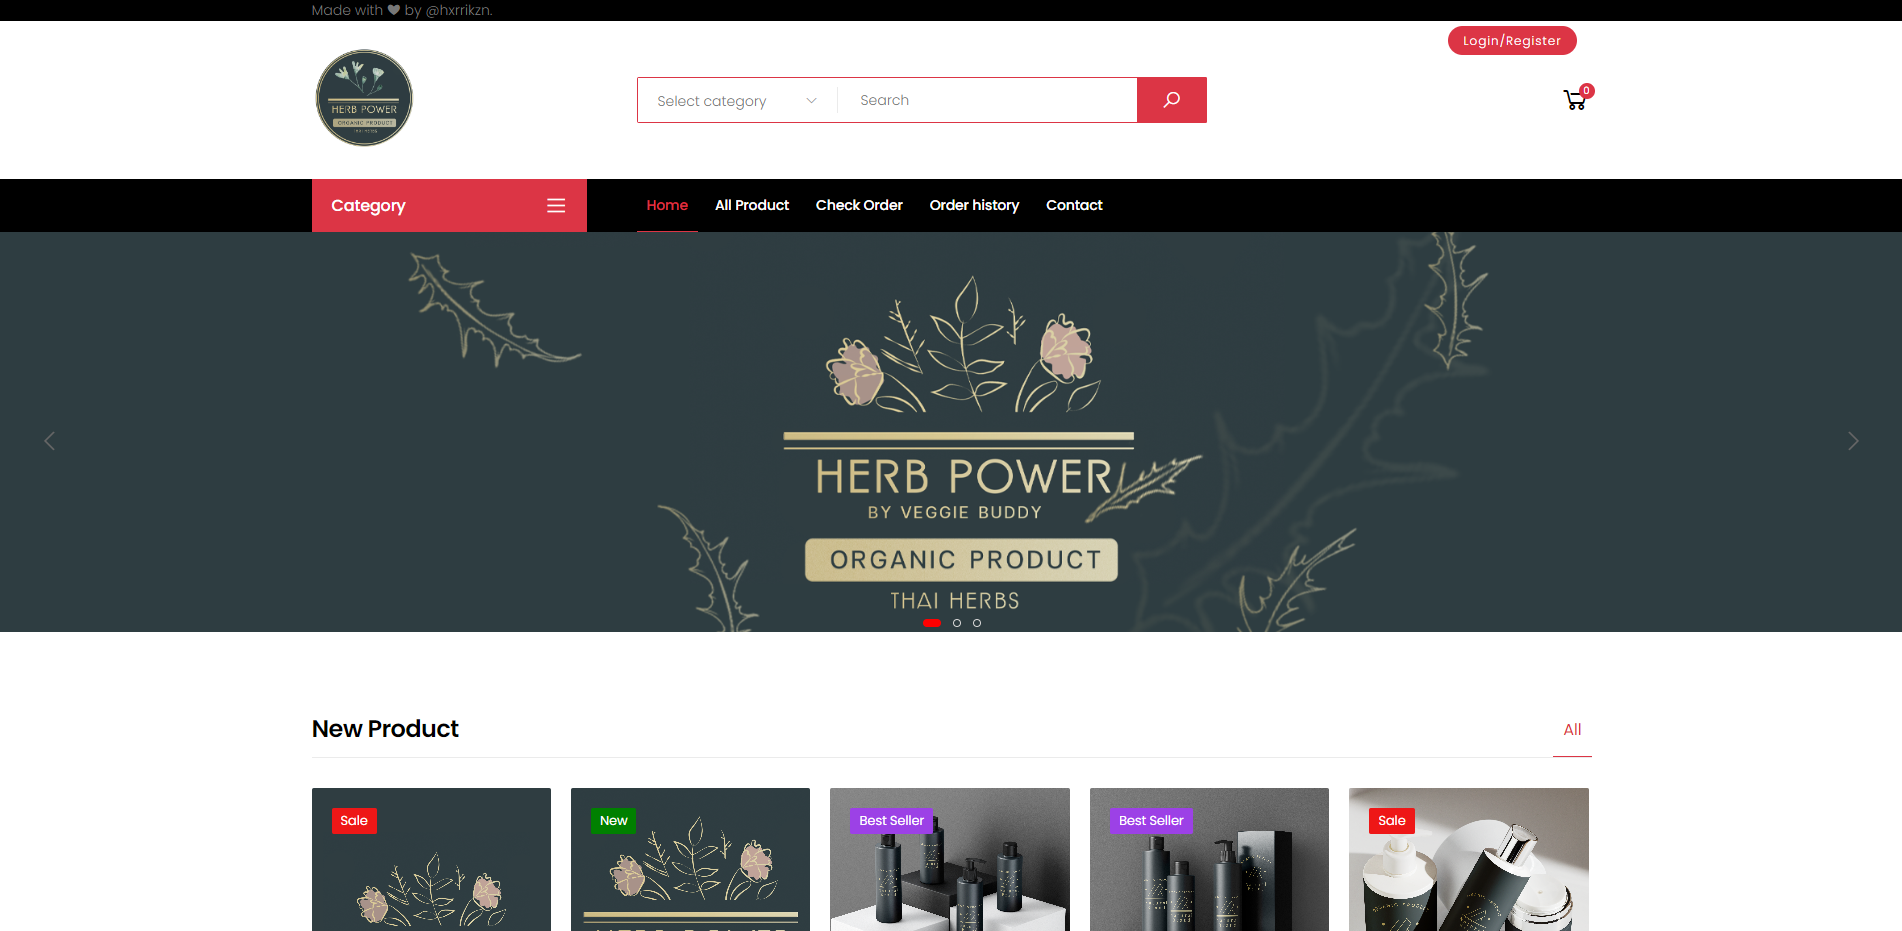 Made with ❤ by @hxrrikzn.
Login/Register
HERB POWER
ORGANIC PRODUCT
THAI HERBS
Select category
Search
0
Category
Home
All Product
Check Order
Order history
Contact
HERB POWER
BY VEGGIE BUDDY
ORGANIC PRODUCT
THAI HERBS
New Product
All
Sale
New
Best Seller
Best Seller
Sale